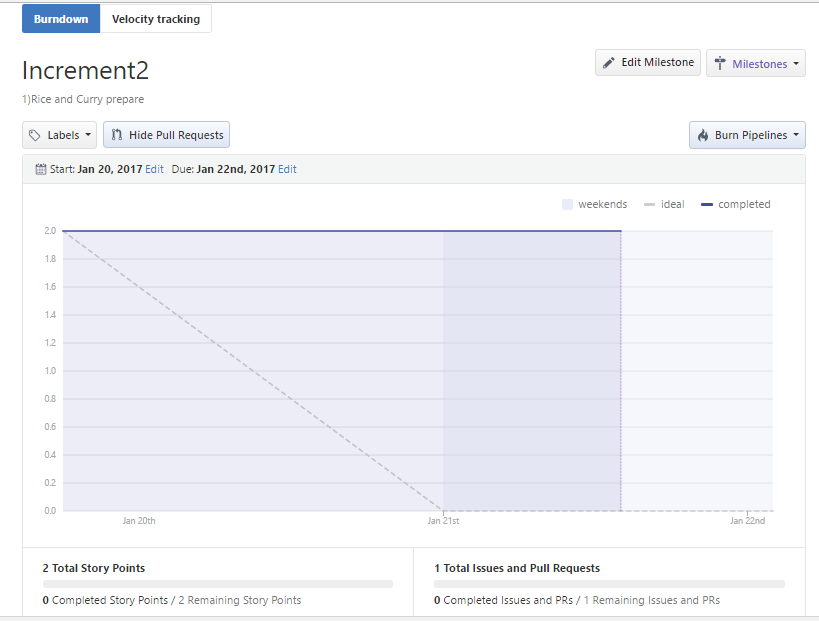 Burndown Velocity tracking
Increment2
Edit Milestone Milestones
1)Rice and Curry prepare
Labels Hide Pull Requests Burn Pipelines
Start: Jan 20, 2017 Edit Due: Jan 22nd, 2017 Edit
weekends ideal completed
2.0
1.8
1.6
1.4
1.2
1.0
0.8
0.6
0.4
0.2
0.0
Jan 20th Jan 21st Jan 22nd
2 Total Story Points
0 Completed Story Points / 2 Remaining Story Points
1 Total Issues and Pull Requests
0 Completed Issues and PRs / 1 Remaining Issues and PRs